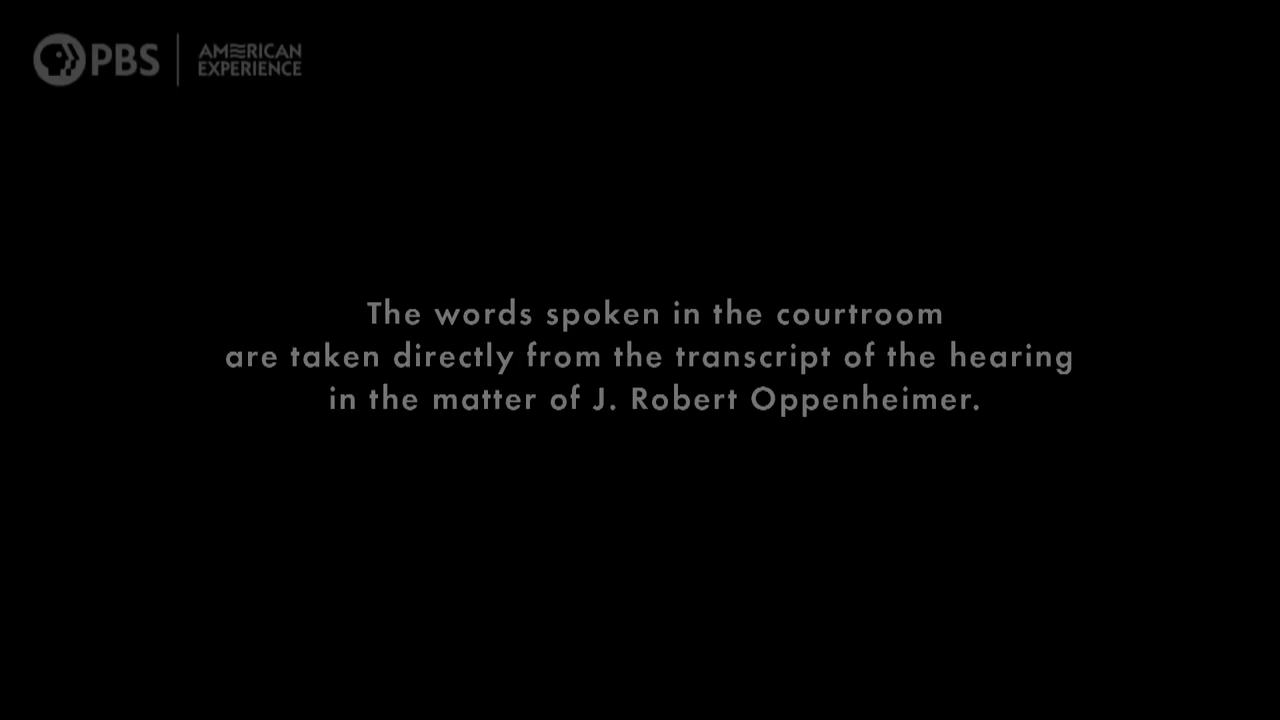 PBS
AMERICAN
EXPERIENCE
The words spoken in the courtroom
are taken directly from the transcript of the hearing
in the matter of J. Robert Oppenheimer.